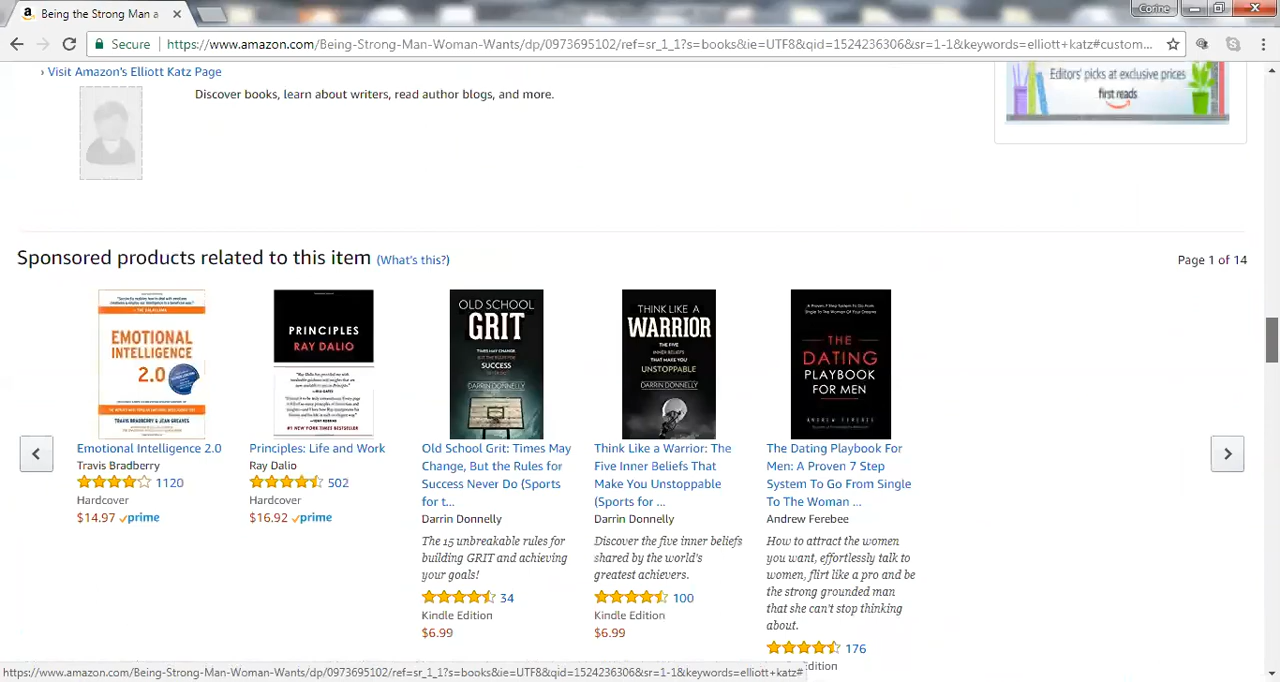 Being the Strong Man a
Corine
Secure
https://www.amazon.com/Being-Strong-Man-Woman-Wants/dp/0973695102/ref=sr_1_1?s=books&ie=UTF8&qid=1524236306&sr=1-1&keywords=elliott+katz#custom...
› Visit Amazon's Elliott Katz Page
Discover books, learn about writers, read author blogs, and more.
Editors' picks at exclusive prices
first reads
Sponsored products related to this item (What's this?)
Page 1 of 14
EMOTIONAL
INTELLIGENCE
2.0
TRAVIS BRADBERRY & JEAN GREAVES
PRINCIPLES
RAY DALIO
#1 NEW YORK TIMES BESTSELLER
OLD SCHOOL
GRIT
TIMES MAY CHANGE,
BUT THE RULES FOR
SUCCESS
NEVER DO
DARRIN DONNELLY
THINK LIKE A
WARRIOR
THE FIVE
INNER BELIEFS
THAT MAKE YOU
UNSTOPPABLE
DARRIN DONNELLY
A Proven 7 Step System To Go From
Single To The Woman Of Your Dreams
THE
DATING
PLAYBOOK
FOR MEN
ANDREW FEREBEE
Emotional Intelligence 2.0
Travis Bradberry
1120
Hardcover
$14.97 prime
Principles: Life and Work
Ray Dalio
502
Hardcover
$16.92 prime
Old School Grit: Times May
Change, But the Rules for
Success Never Do (Sports
for t...
Darrin Donnelly
The 15 unbreakable rules for
building GRIT and achieving
your goals!
34
Kindle Edition
$6.99
Think Like a Warrior: The
Five Inner Beliefs That
Make You Unstoppable
(Sports for ...
Darrin Donnelly
Discover the five inner beliefs
shared by the world's
greatest achievers.
100
Kindle Edition
$6.99
The Dating Playbook For
Men: A Proven 7 Step
System To Go From Single
To The Woman ...
Andrew Ferebee
How to attract the women
you want, effortlessly talk to
women, flirt like a pro and be
the strong grounded man
that she can't stop thinking
about.
176
Edition
https://www.amazon.com/Being-Strong-Man-Woman-Wants/dp/0973695102/ref=sr_1_1?s=books&ie=UTF8&qid=1524236306&sr=1-1&keywords=elliott+katz#